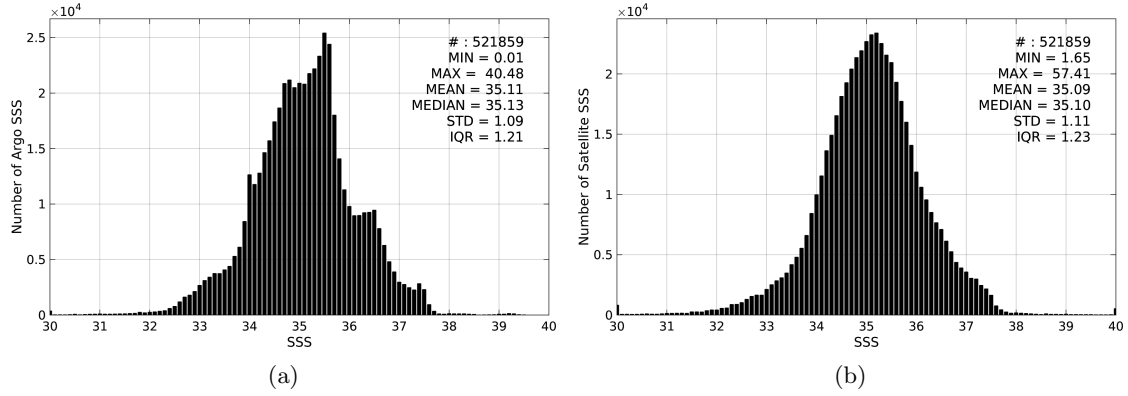 ×10⁴
2.5
2
1.5
1
0.5
0
Number of Argo SSS
# : 521859
MIN = 0.01
MAX = 40.48
MEAN = 35.11
MEDIAN = 35.13
STD = 1.09
IQR = 1.21
30 31 32 33 34 35 36 37 38 39 40
SSS
(a)
×10⁴
2
1.5
1
0.5
0
Number of Satellite SSS
# : 521859
MIN = 1.65
MAX = 57.41
MEAN = 35.09
MEDIAN = 35.10
STD = 1.11
IQR = 1.23
30 31 32 33 34 35 36 37 38 39 40
SSS
(b)